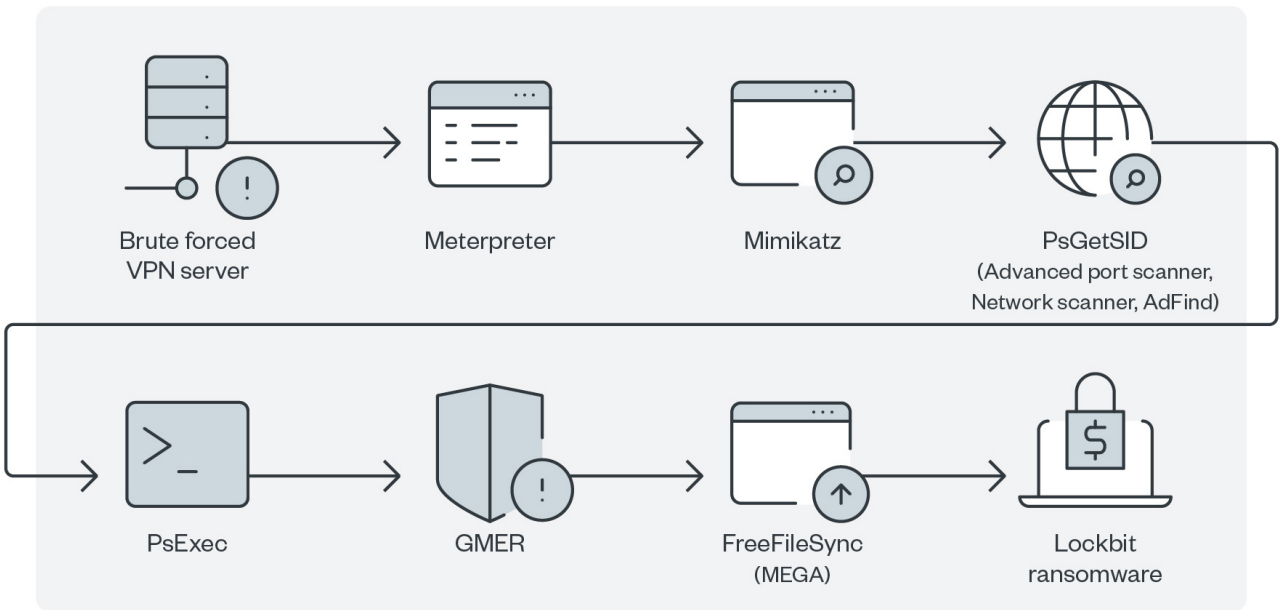 Brute forced
VPN server
Meterpreter
Mimikatz
PsGetSID
(Advanced port scanner,
Network scanner, AdFind)
>_
PsExec
GMER
FreeFileSync
(MEGA)
$
Lockbit
ransomware